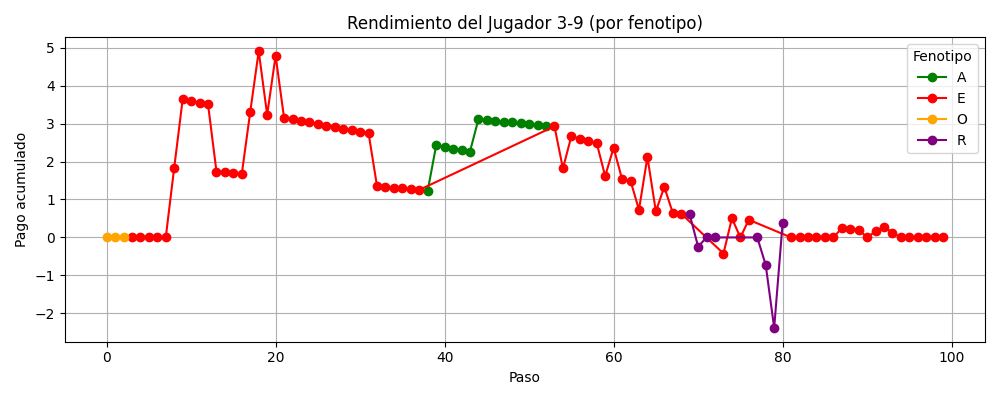 Rendimiento del Jugador 3-9 (por fenotipo)
Pago acumulado
5
4
3
2
1
0
−1
−2
Fenotipo
A
E
O
R
0 20 40 60 80 100
Paso